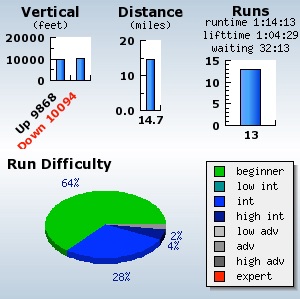 Vertical
(feet)
20000
10000
0
Up 9868
Down 10094
Distance
(miles)
20.0
0.0
14.7
Runs
runtime 1:14:13
lifttime 1:04:29
waiting 32:13
15
10
5
0
13
Run Difficulty
64%
2%
4%
28%
beginner
low int
int
high int
low adv
adv
high adv
expert